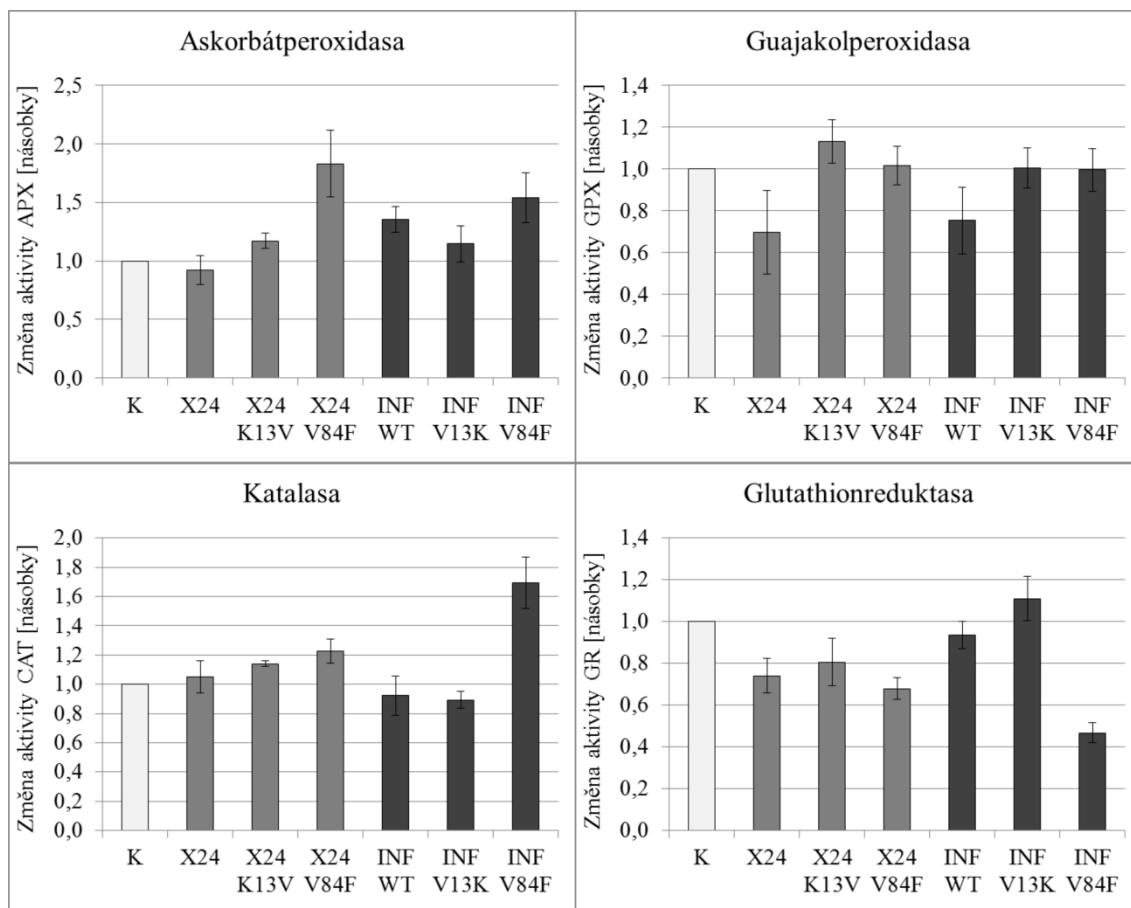 Askorbátperoxidasa
Změna aktivity APX [násobky]
2,5
2,0
1,5
1,0
0,5
0,0
K
X24
X24
K13V
X24
V84F
INF
WT
INF
V13K
INF
V84F
Guajakolperoxidasa
Změna aktivity GPX [násobky]
1,4
1,2
1,0
0,8
0,6
0,4
0,2
0,0
K
X24
X24
K13V
X24
V84F
INF
WT
INF
V13K
INF
V84F
Katalasa
Změna aktivity CAT [násobky]
2,0
1,8
1,6
1,4
1,2
1,0
0,8
0,6
0,4
0,2
0,0
K
X24
X24
K13V
X24
V84F
INF
WT
INF
V13K
INF
V84F
Glutathionreduktasa
Změna aktivity GR [násobky]
1,4
1,2
1,0
0,8
0,6
0,4
0,2
0,0
K
X24
X24
K13V
X24
V84F
INF
WT
INF
V13K
INF
V84F